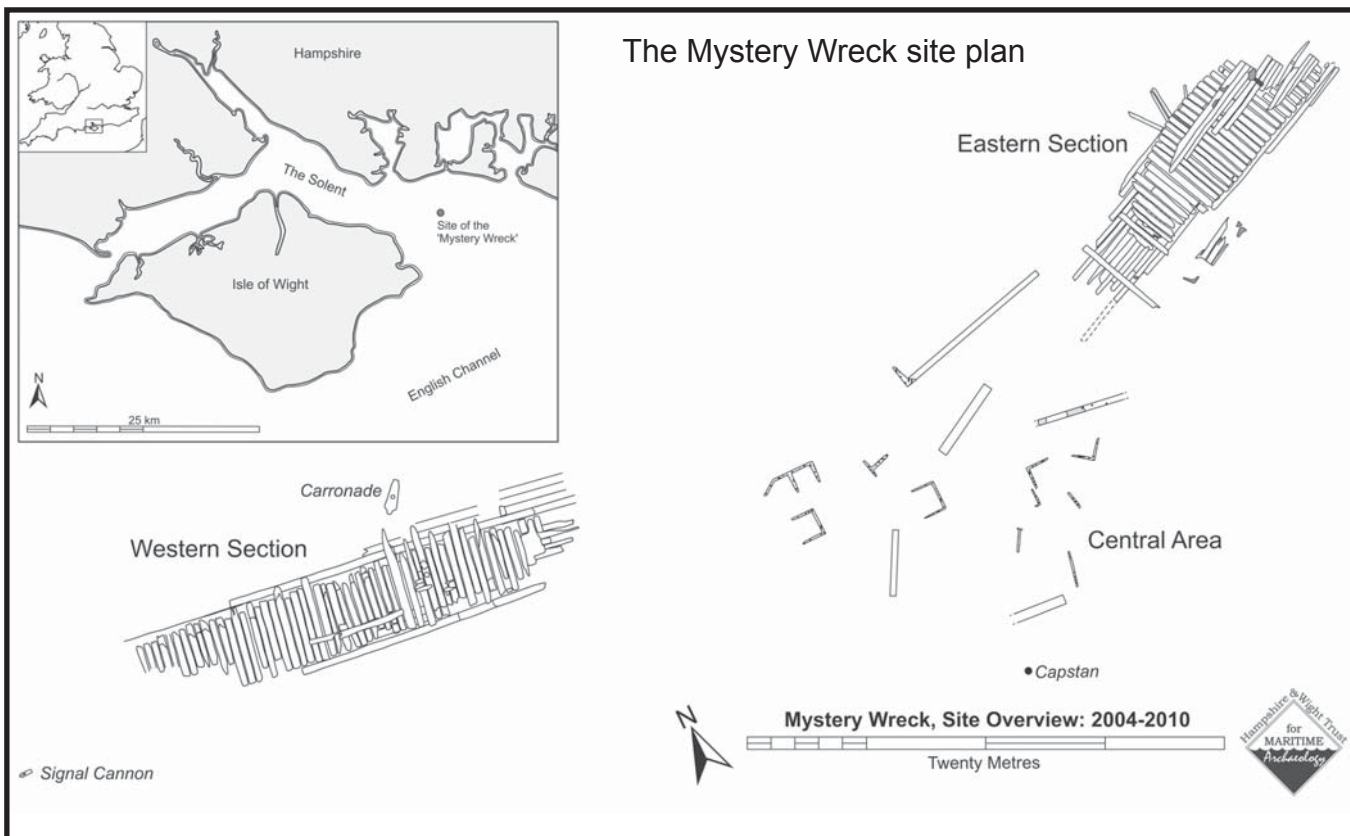 The Mystery Wreck site plan
Hampshire
The Solent
Site of the
'Mystery Wreck'
Isle of Wight
English Channel
N
25 km
Eastern Section
Carronade
Western Section
Central Area
Capstan
Signal Cannon
N
Mystery Wreck, Site Overview: 2004-2010
Twenty Metres
Hampshire & Wight Trust
for
MARITIME
Archaeology